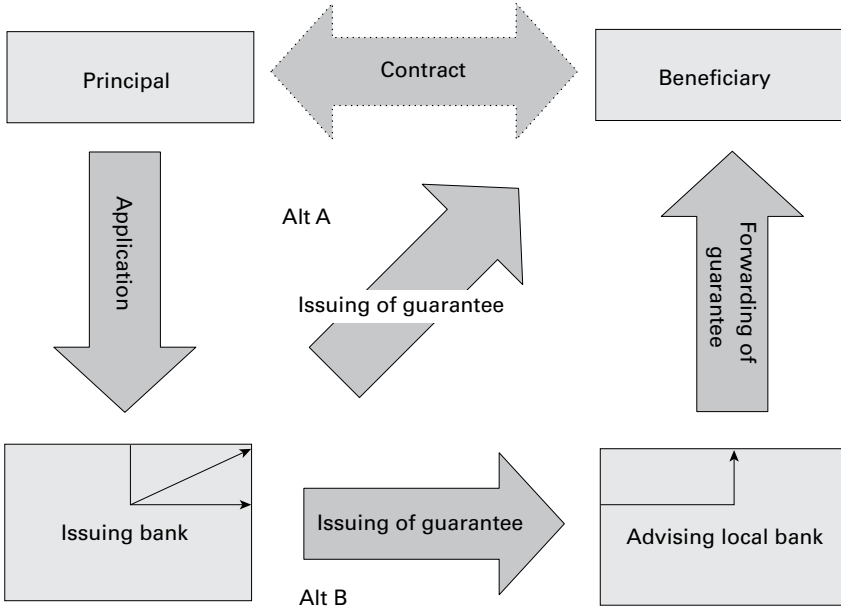 Principal
Contract
Beneficiary
Application
Alt A
Issuing of guarantee
Forwarding of
guarantee
Issuing bank
Issuing of guarantee
Advising local bank
Alt B